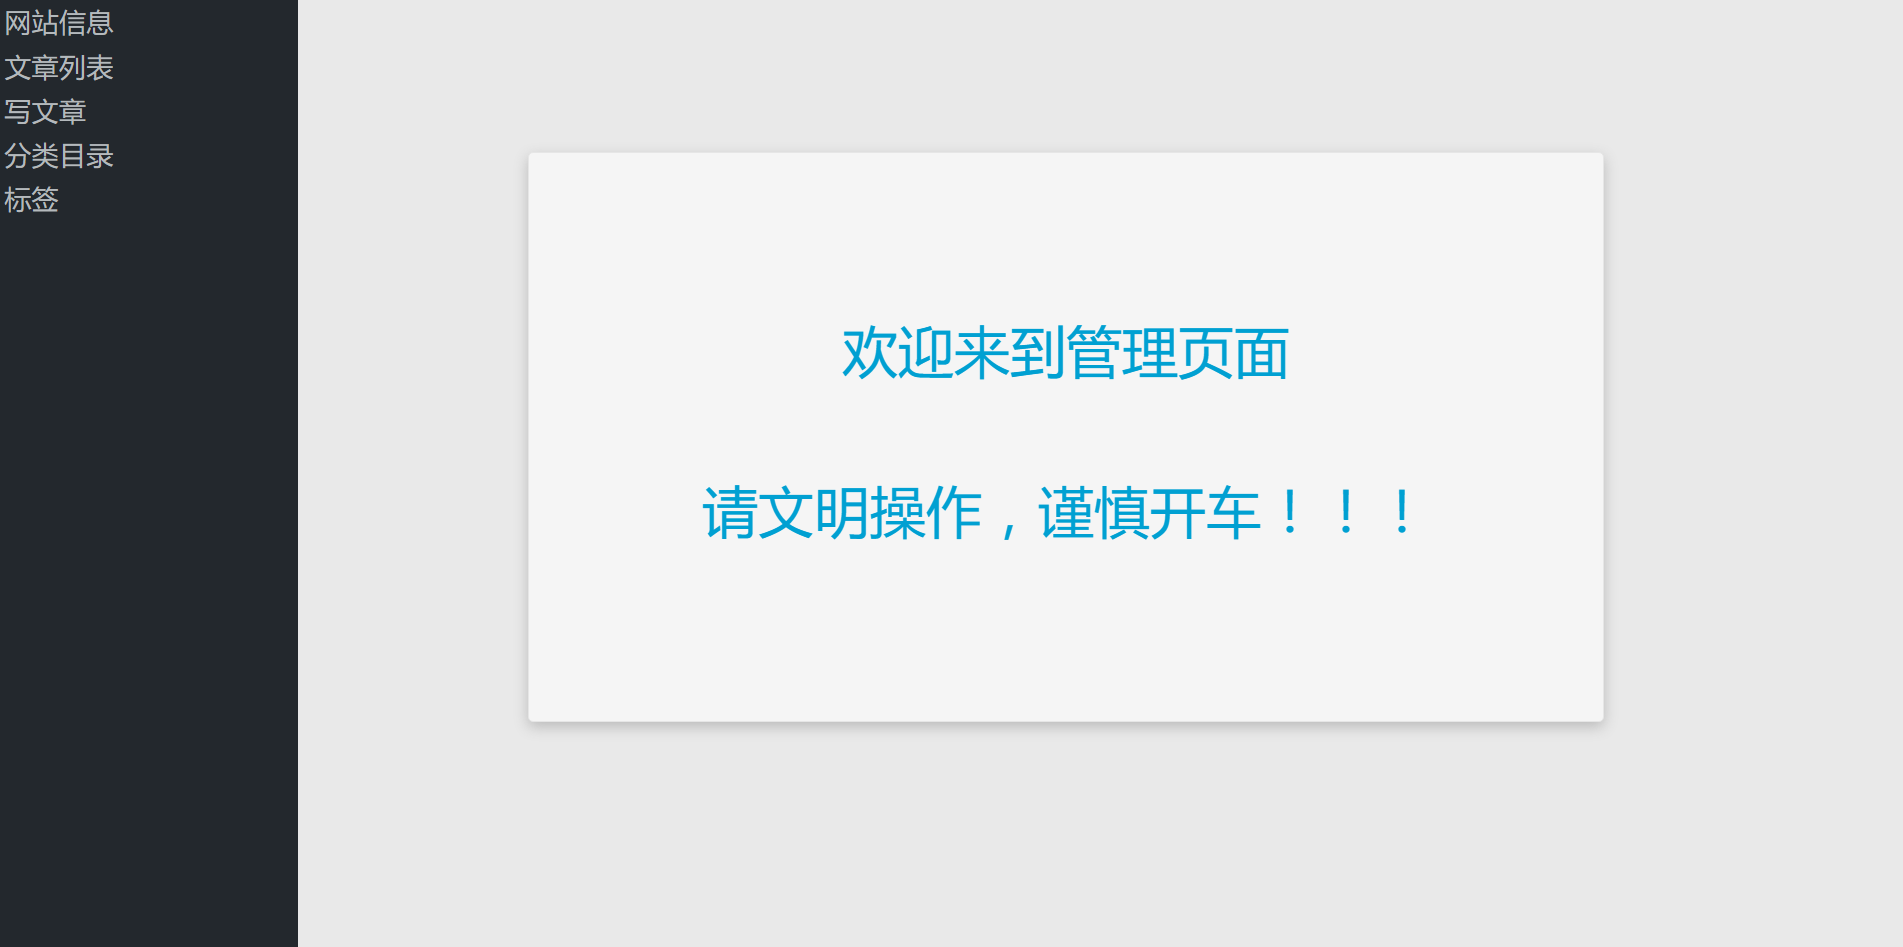 网站信息
文章列表
写文章
分类目录
标签
欢迎来到管理页面
请文明操作，谨慎开车！！！